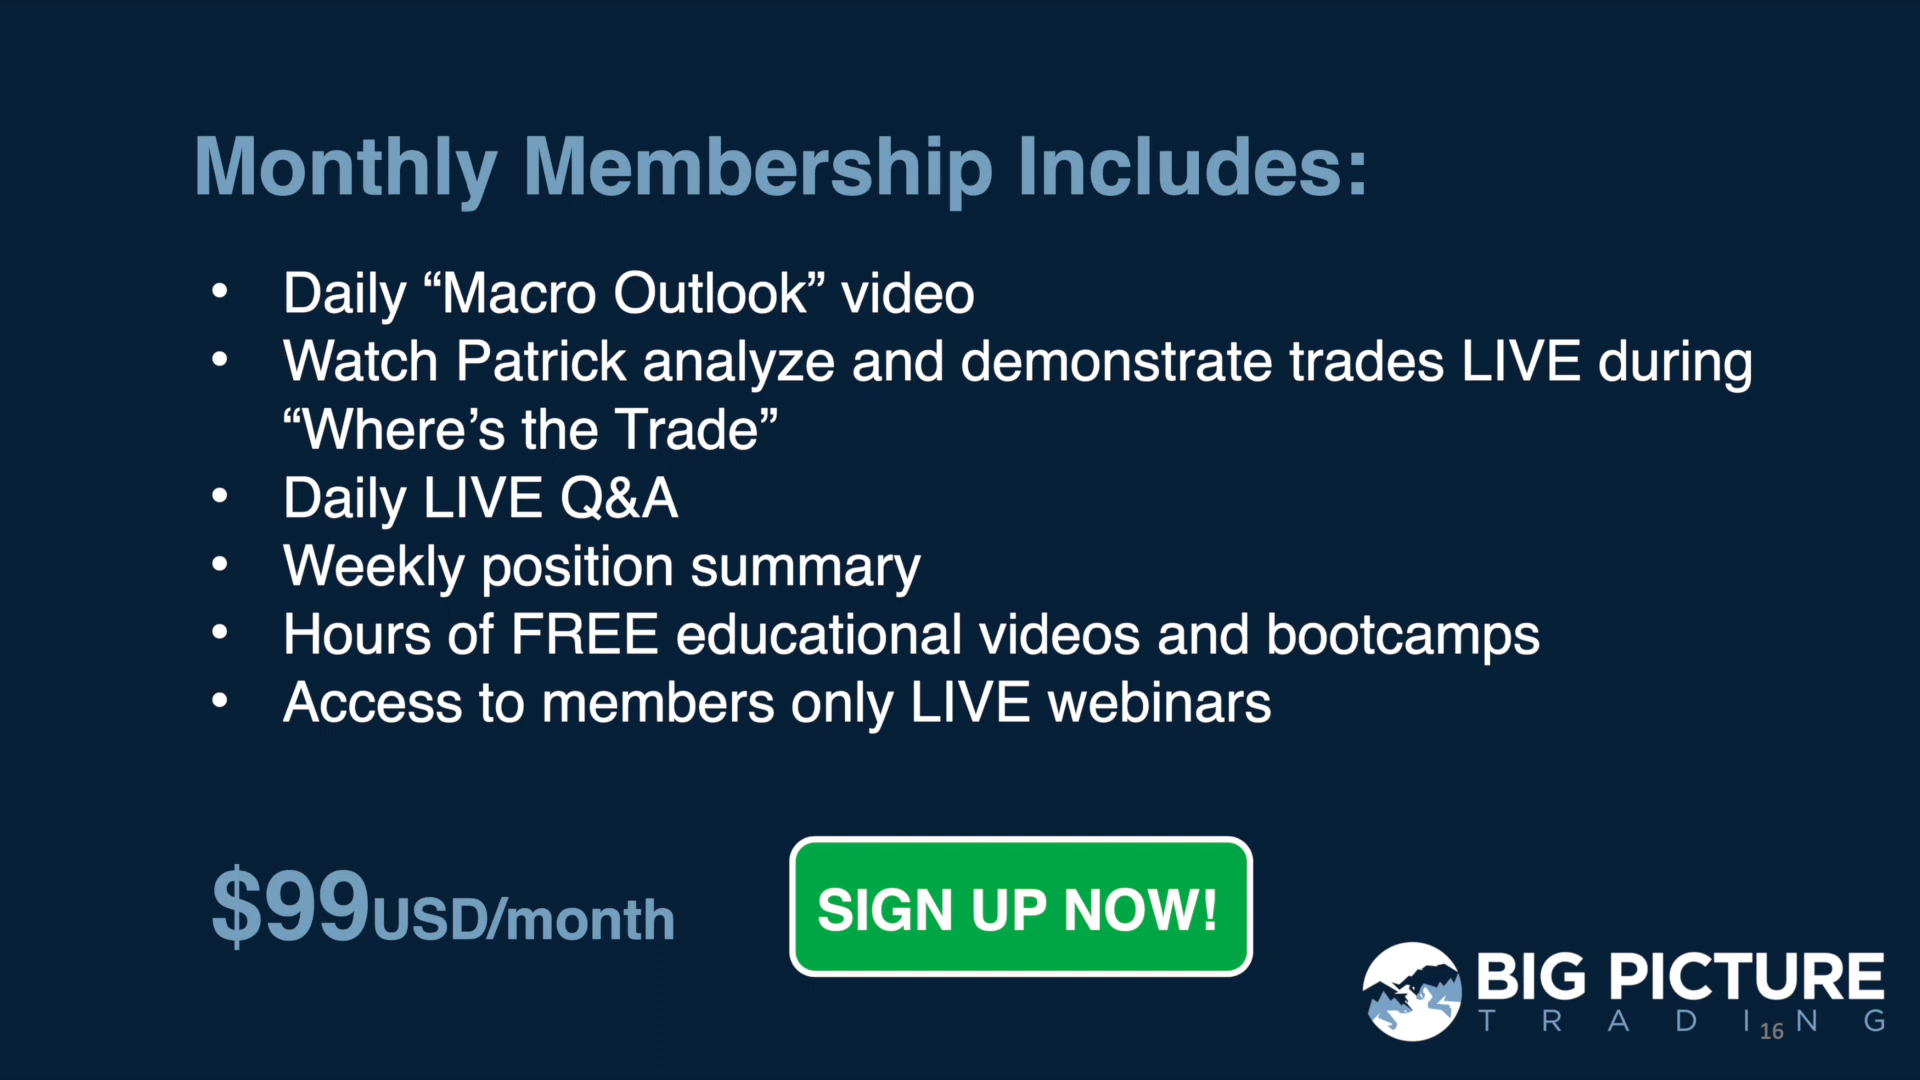 Monthly Membership Includes:
• Daily “Macro Outlook” video
• Watch Patrick analyze and demonstrate trades LIVE during
“Where’s the Trade”
• Daily LIVE Q&A
• Weekly position summary
• Hours of FREE educational videos and bootcamps
• Access to members only LIVE webinars
$99USD/month
SIGN UP NOW!
BIG PICTURE
TRADING
16